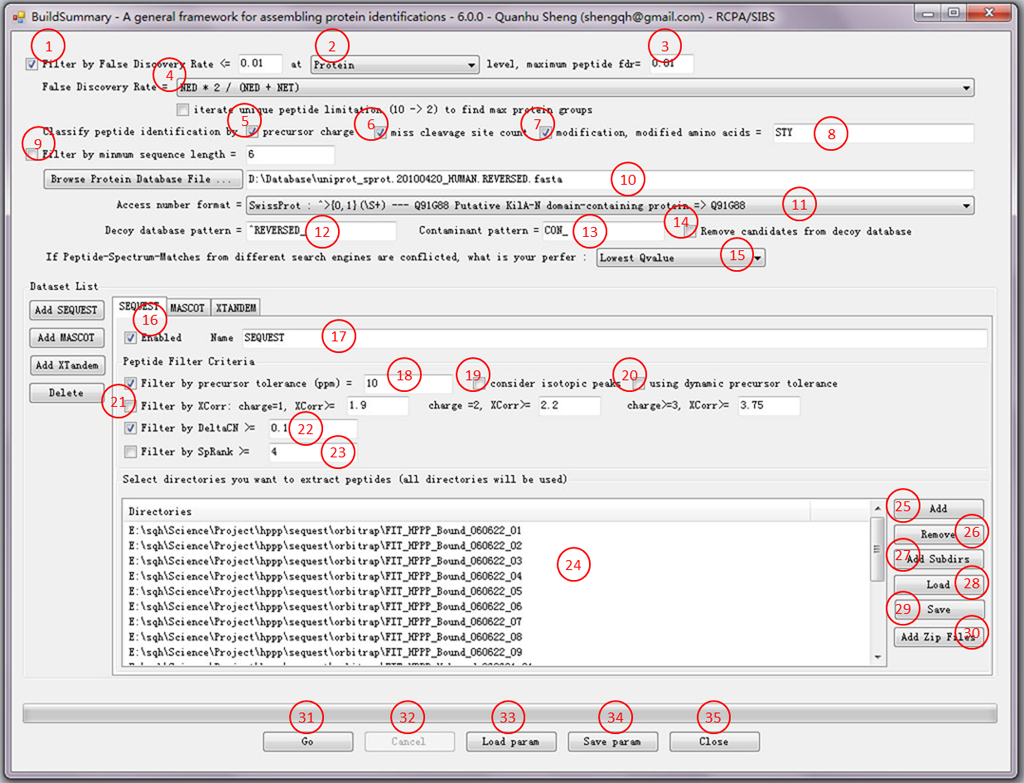 BuildSummary - A general framework for assembling protein identifications - 6.0.0 - Quanhu Sheng (shengqh@gmail.com) - RCPA/SIBS
1 2 3
Filter by False Discovery Rate <= 0.01 at Protein level, maximum peptide fdr= 0.01
4
False Discovery Rate = NED * 2 / (NED + NET)
iterate unique peptide limitation (10 -> 2) to find max protein groups
5 6 7 8
Classify peptide identification by precursor charge miss cleavage site count modification, modified amino acids = STY
9
Filter by minmum sequence length = 6
Browse Protein Database File ... D:\Database\uniprot_sprot.20100420_HUMAN.REVERSED.fasta 10
Access number format = SwissProt : ^>{0,1}(\S+) --- Q91G88 Putative KilA-N domain-containing protein => Q91G88 11
Decoy database pattern = ^REVERSED_ 12 Contaminant pattern = CON_ 13 14 Remove candidates from decoy database
If Peptide-Spectrum-Matches from different search engines are conflicted, what is your perfer : Lowest Qvalue 15
Dataset List
Add SEQUEST SEQUEST MASCOT XTANDEM
16
Add MASCOT Enabled Name SEQUEST 17
Add XTandem Peptide Filter Criteria
Filter by precursor tolerance (ppm) = 10 18 19 consider isotopic peaks 20 using dynamic precursor tolerance
Delete
21 Filter by XCorr: charge=1, XCorr>= 1.9 charge =2, XCorr>= 2.2 charge>=3, XCorr>= 3.75
Filter by DeltaCN >= 0.1 22
Filter by SpRank >= 4 23
Select directories you want to extract peptides (all directories will be used)
Directories 25 Add
E:\sqh\Science\Project\hppp\sequest\orbitrap\FIT_MPPP_Bound_060622_01
Remove 26
E:\sqh\Science\Project\hppp\sequest\orbitrap\FIT_MPPP_Bound_060622_02
E:\sqh\Science\Project\hppp\sequest\orbitrap\FIT_MPPP_Bound_060622_03
24 27 Add Subdirs
E:\sqh\Science\Project\hppp\sequest\orbitrap\FIT_MPPP_Bound_060622_04
Load 28
E:\sqh\Science\Project\hppp\sequest\orbitrap\FIT_MPPP_Bound_060622_05
E:\sqh\Science\Project\hppp\sequest\orbitrap\FIT_MPPP_Bound_060622_06
29 Save
E:\sqh\Science\Project\hppp\sequest\orbitrap\FIT_MPPP_Bound_060622_07
E:\sqh\Science\Project\hppp\sequest\orbitrap\FIT_MPPP_Bound_060622_08
Add Zip Files 30
E:\sqh\Science\Project\hppp\sequest\orbitrap\FIT_MPPP_Bound_060622_09
31 32 33 34 35
Go Cancel Load param Save param Close